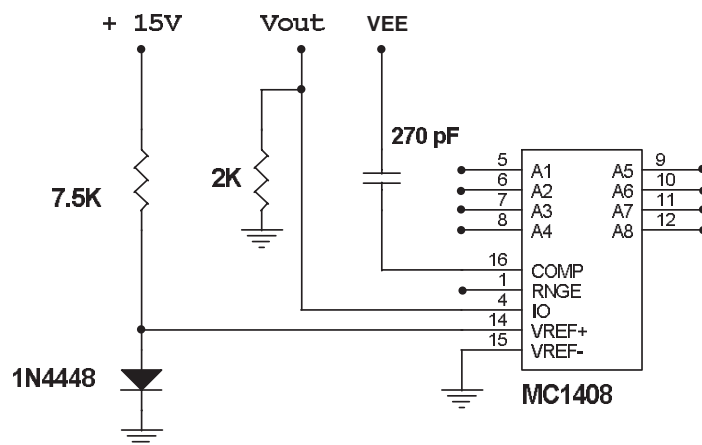 + 15V
Vout
VEE
270 pF
7.5K
2K
5 A1 A5 9
6 A2 A6 10
7 A3 A7 11
8 A4 A8 12
16 COMP
1 RNGE
4 IO
14 VREF+
15 VREF-
1N4448
MC1408